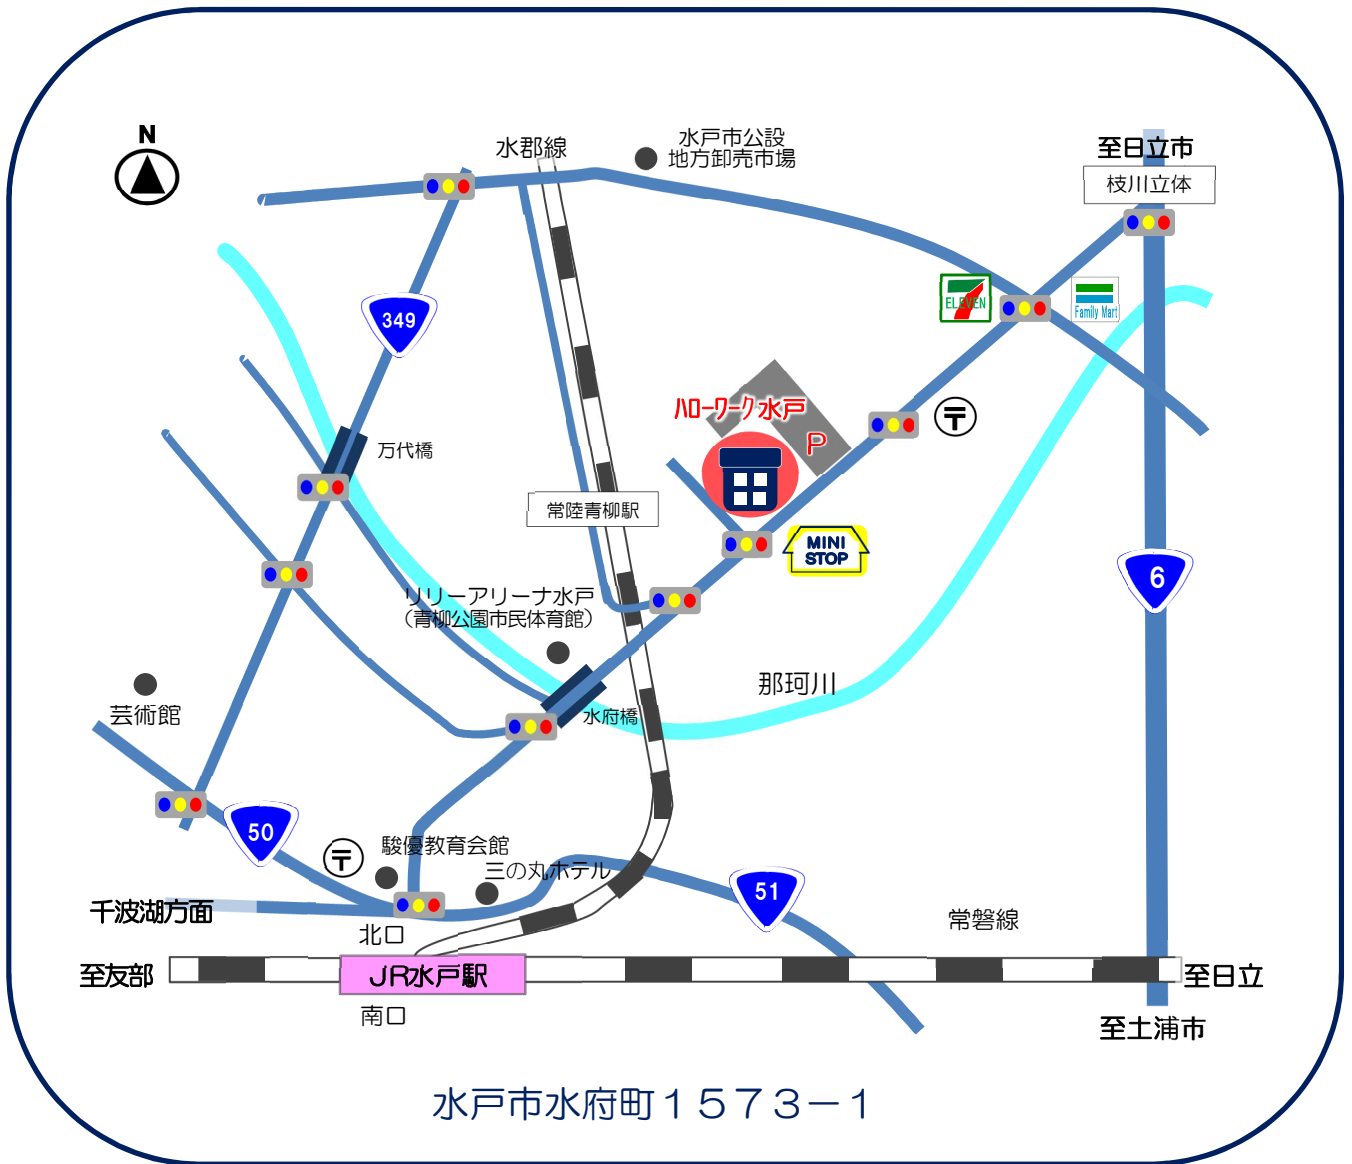 N
水郡線
水戸市公設
地方卸売市場
至日立市
枝川立体
ELEVEN
Family Mart
349
ﾊﾛｰﾜｰｸ水戸
P
〒
万代橋
常陸青柳駅
MINI
STOP
6
リリーアリーナ水戸
（青柳公園市民体育館）
那珂川
芸術館
水府橋
50
〒
駿優教育会館
三の丸ホテル
51
千波湖方面
北口
常磐線
至友部
JR水戸駅
至日立
南口
至土浦市
水戸市水府町１５７３－１